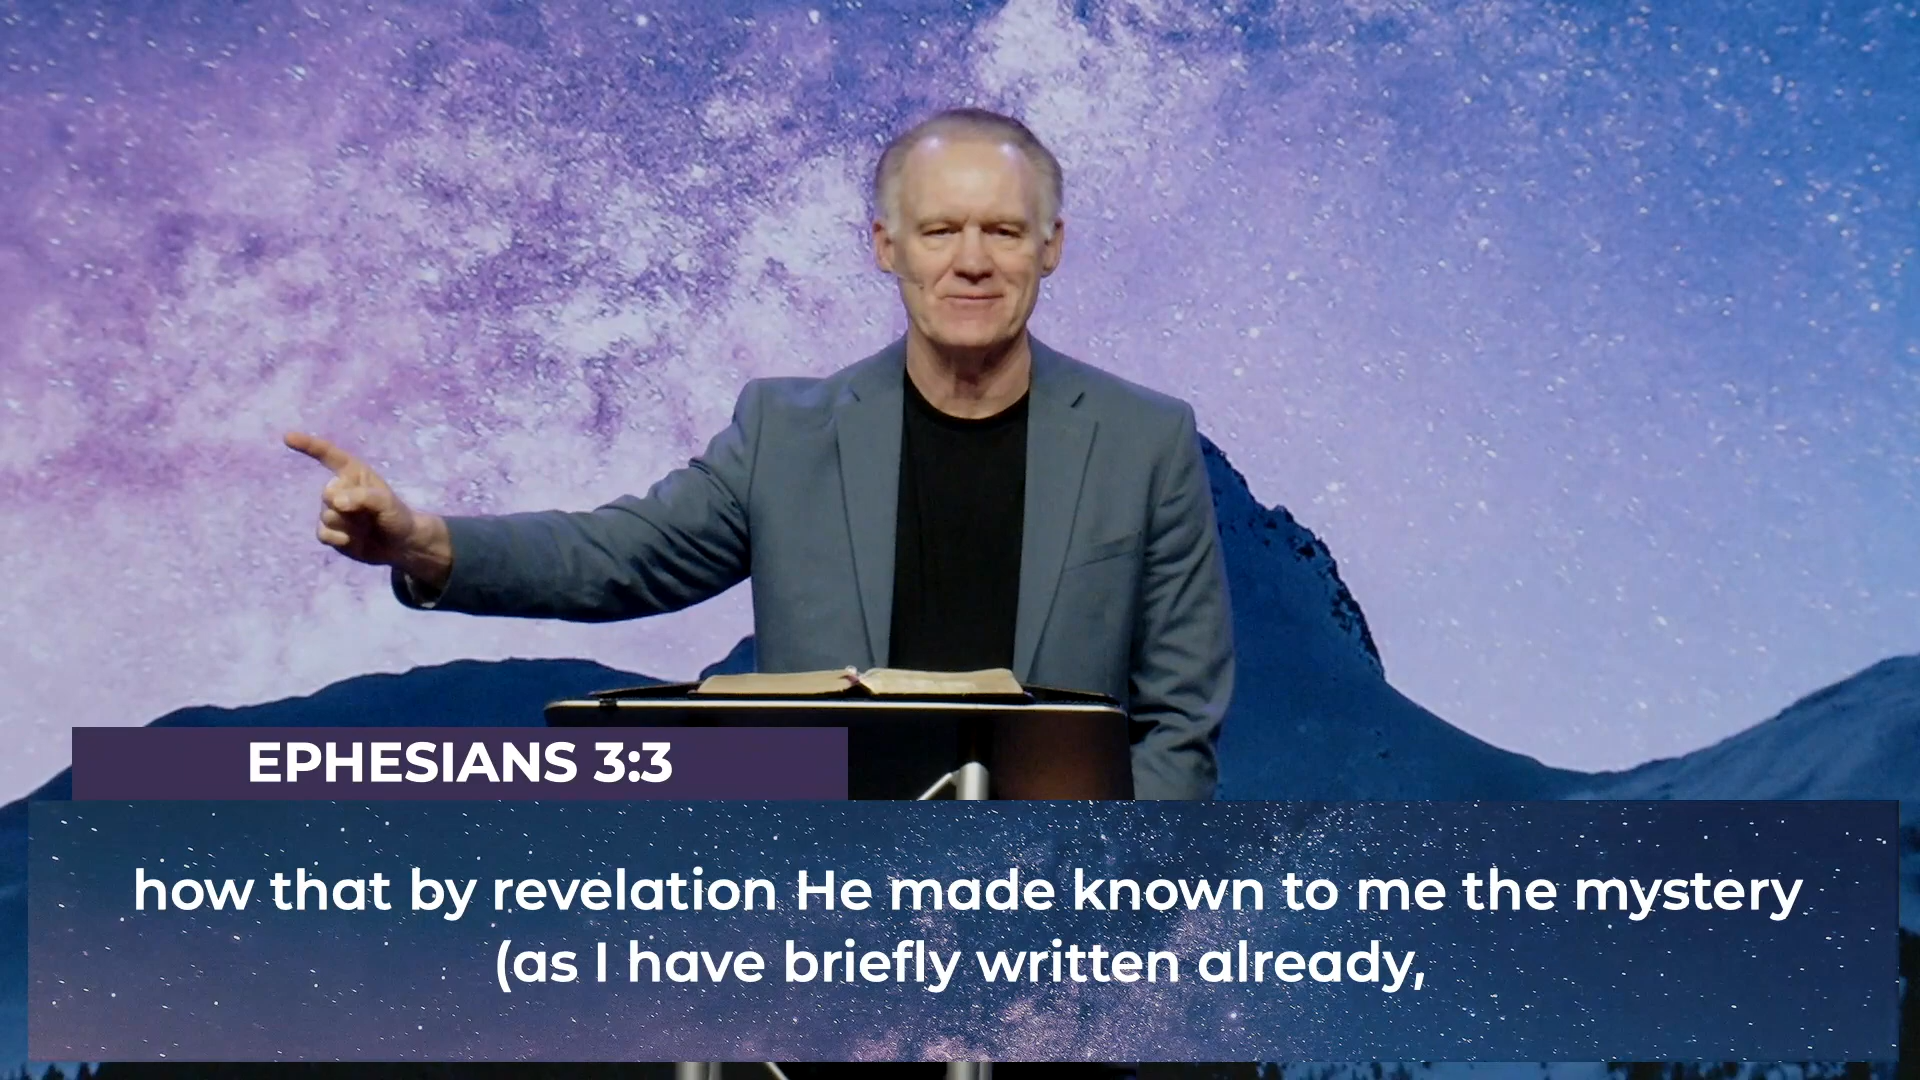 EPHESIANS 3:3
how that by revelation He made known to me the mystery
(as I have briefly written already,